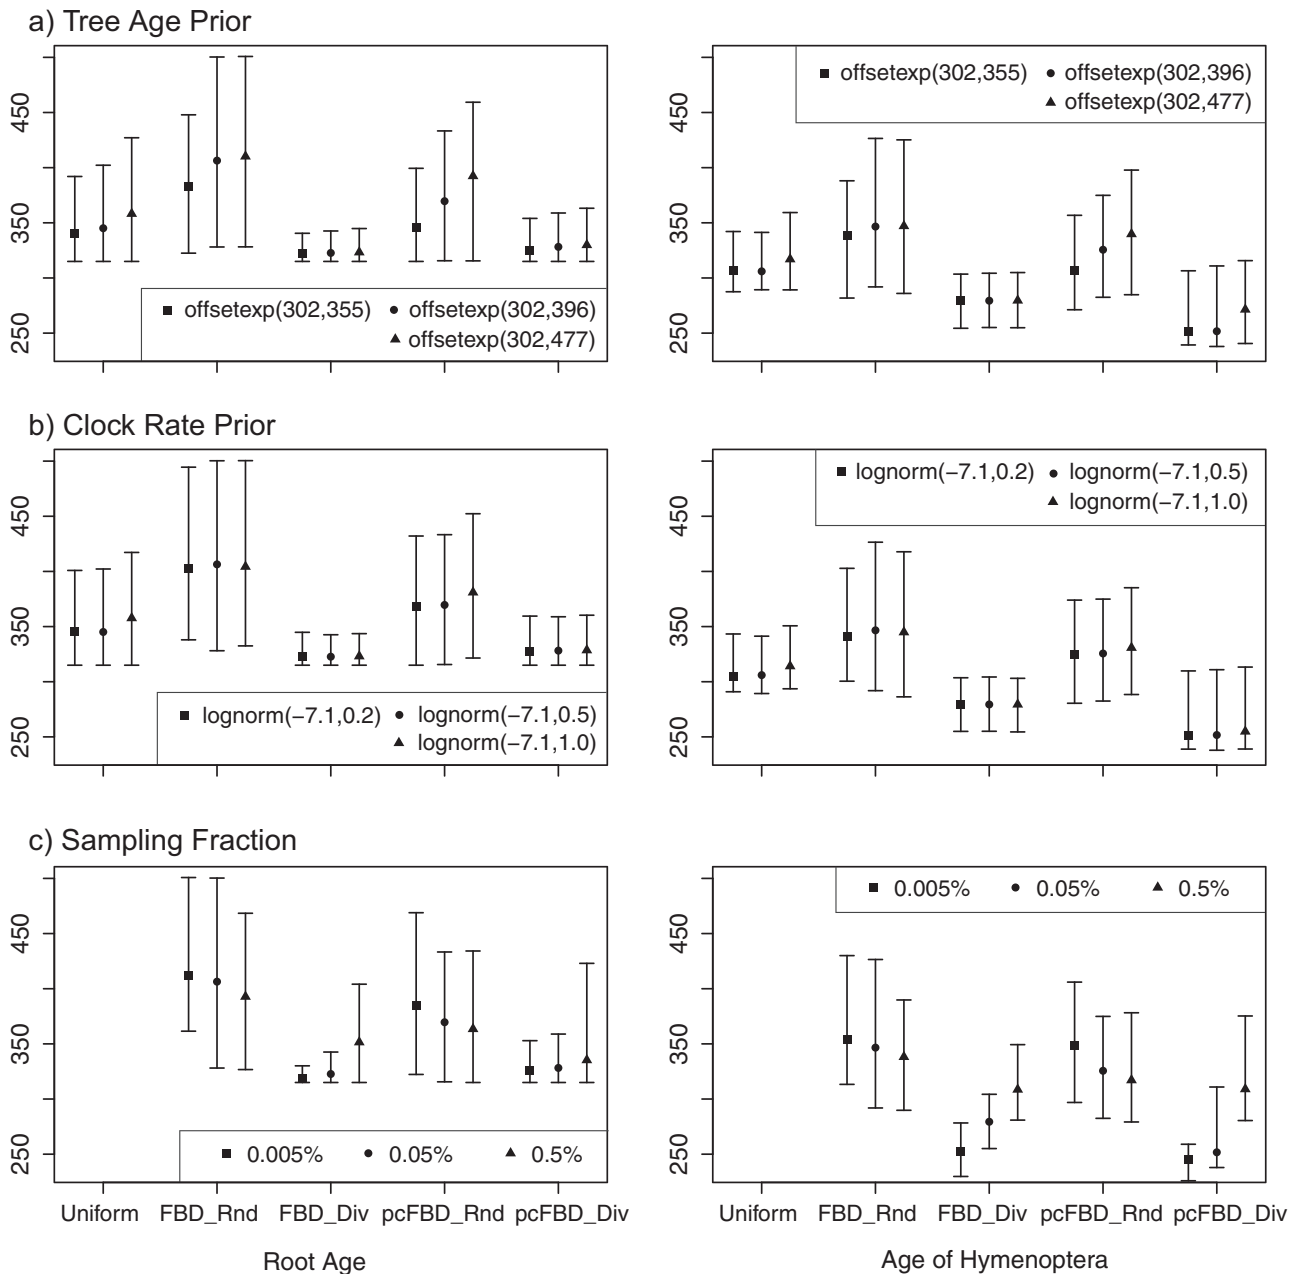 a) Tree Age Prior
450
350
250
offsetexp(302,355) offsetexp(302,396)
offsetexp(302,477)
450
350
250
offsetexp(302,355) offsetexp(302,396)
offsetexp(302,477)
b) Clock Rate Prior
450
350
250
lognorm(−7.1,0.2) lognorm(−7.1,0.5)
lognorm(−7.1,1.0)
450
350
250
lognorm(−7.1,0.2) lognorm(−7.1,0.5)
lognorm(−7.1,1.0)
c) Sampling Fraction
450
350
250
0.005% 0.05% 0.5%
Uniform FBD_Rnd FBD_Div pcFBD_Rnd pcFBD_Div
Root Age
450
350
250
0.005% 0.05% 0.5%
Uniform FBD_Rnd FBD_Div pcFBD_Rnd pcFBD_Div
Age of Hymenoptera